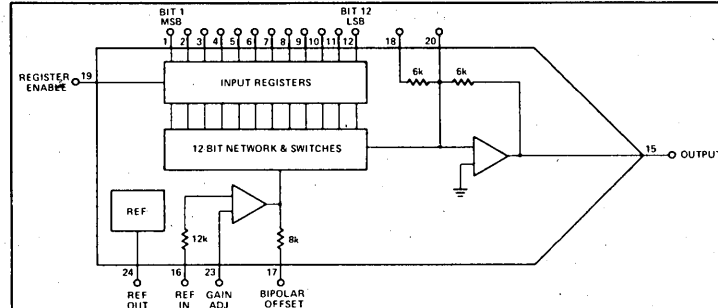 BIT 1 BIT 12
MSB LSB
1 2 3 4 5 6 7 8 9 10 11 12 18 20
REGISTER ENABLE 19
INPUT REGISTERS
6k 6k
12 BIT NETWORK & SWITCHES
15 OUTPUT
REF
12k 8k
24 16 23 17
REF OUT
REF IN
GAIN ADJ.
BIPOLAR OFFSET